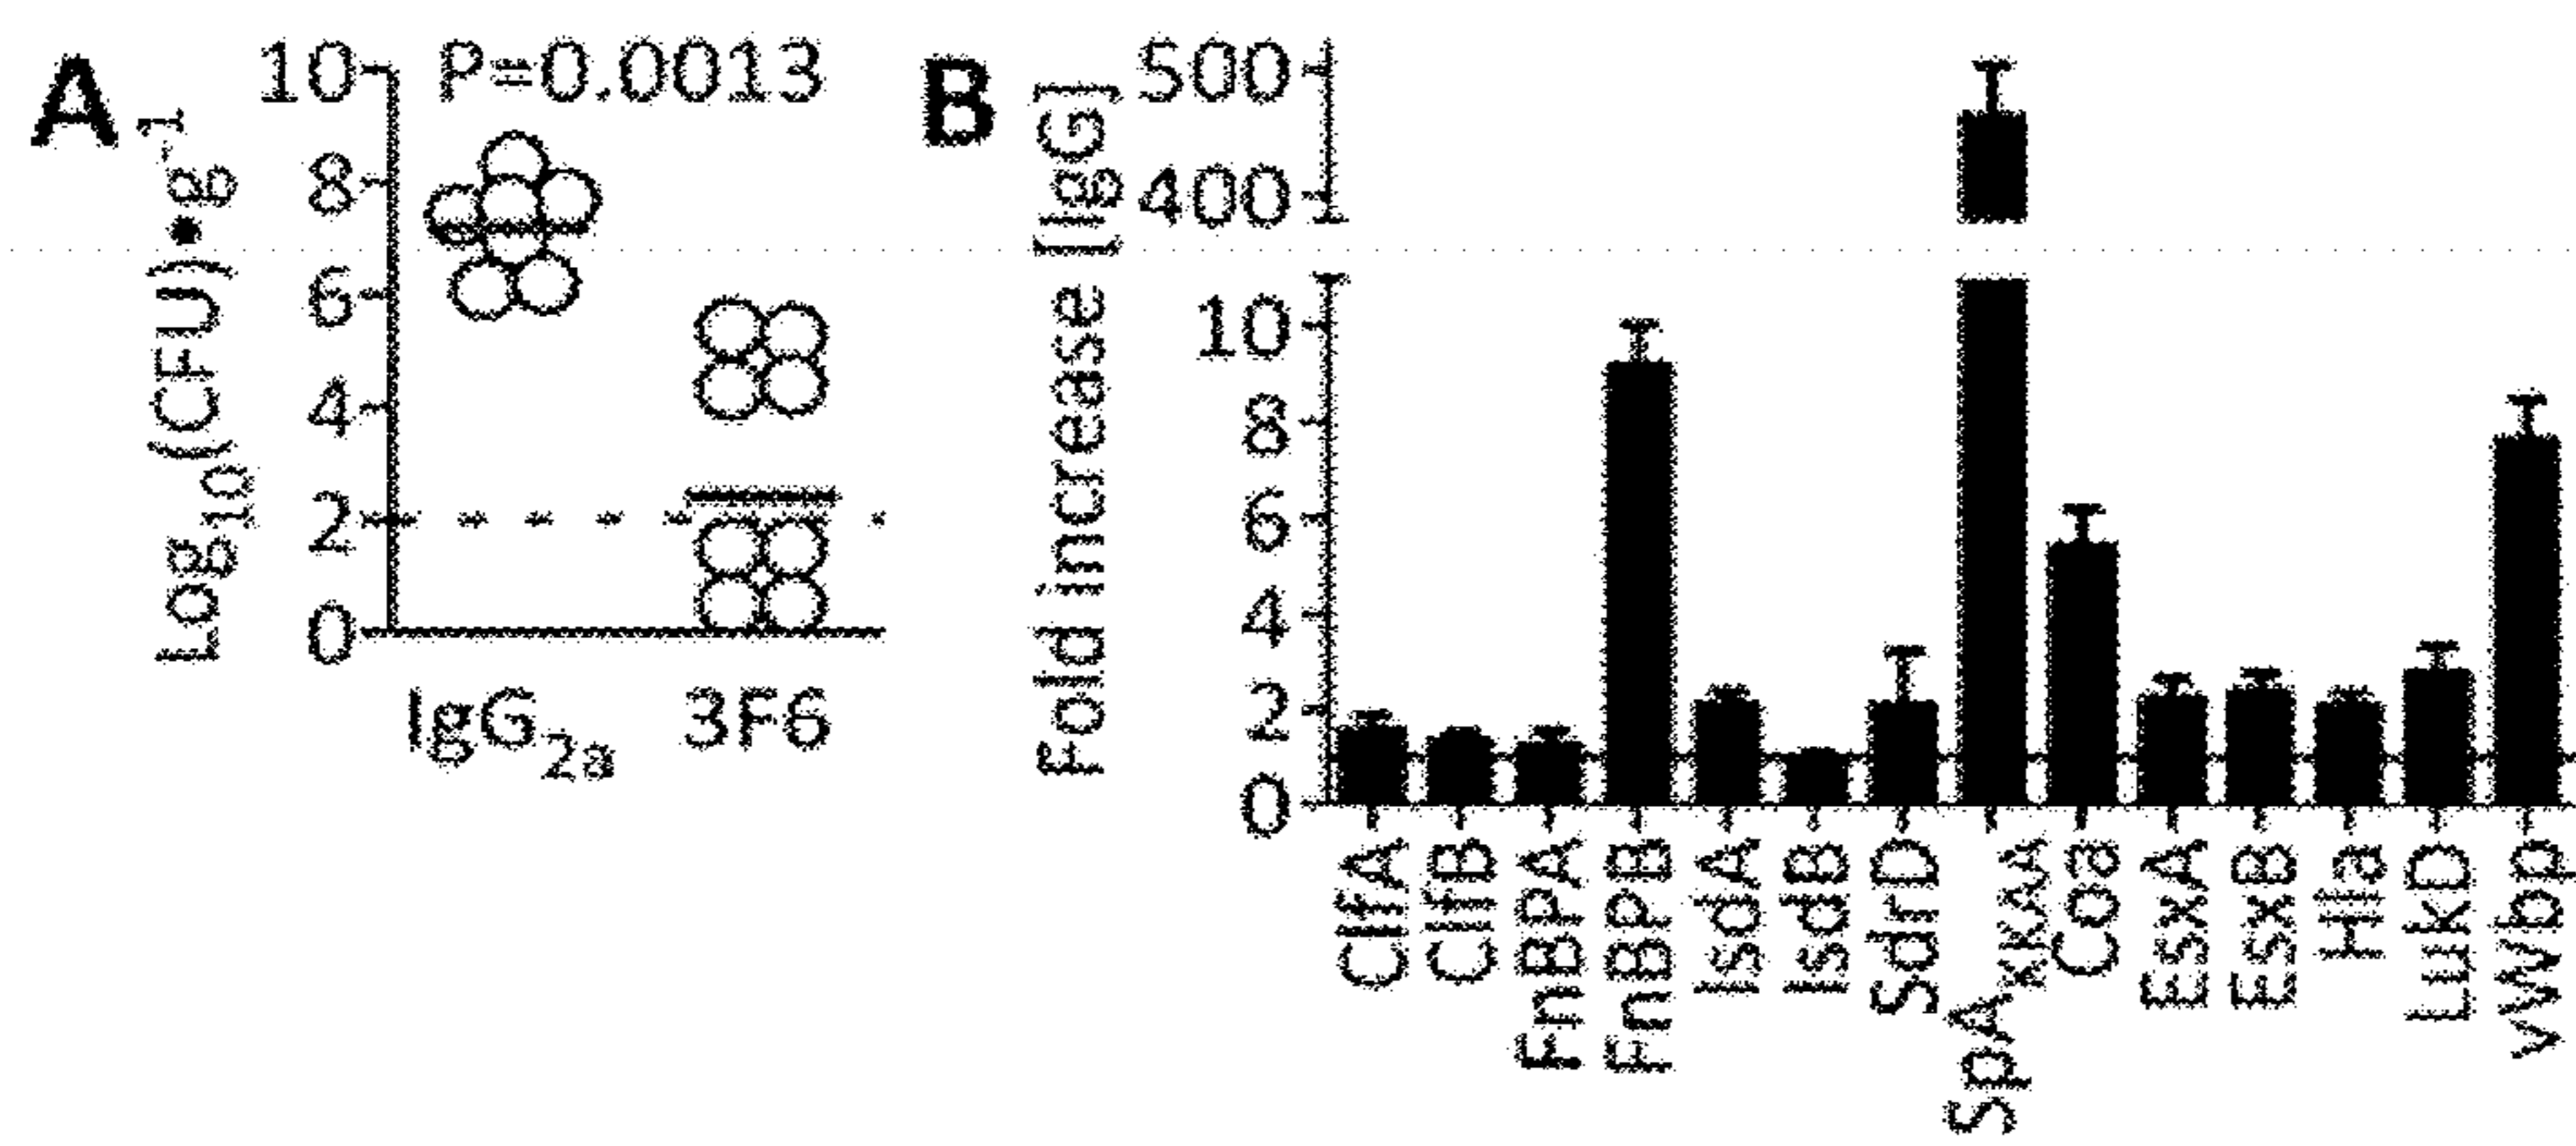 A
Log10(CFU)•g-1
10
8
6
4
2
0
P=0.0013
IgG2a
3F6
B
Fold increase [IgG]
500
400
10
8
6
4
2
0
ClfA
ClfB
FnBPA
FnBPB
IsdA
IsdB
SdrD
SpAKKAA
Coa
EsxA
EsxB
Hla
LukD
vWbp